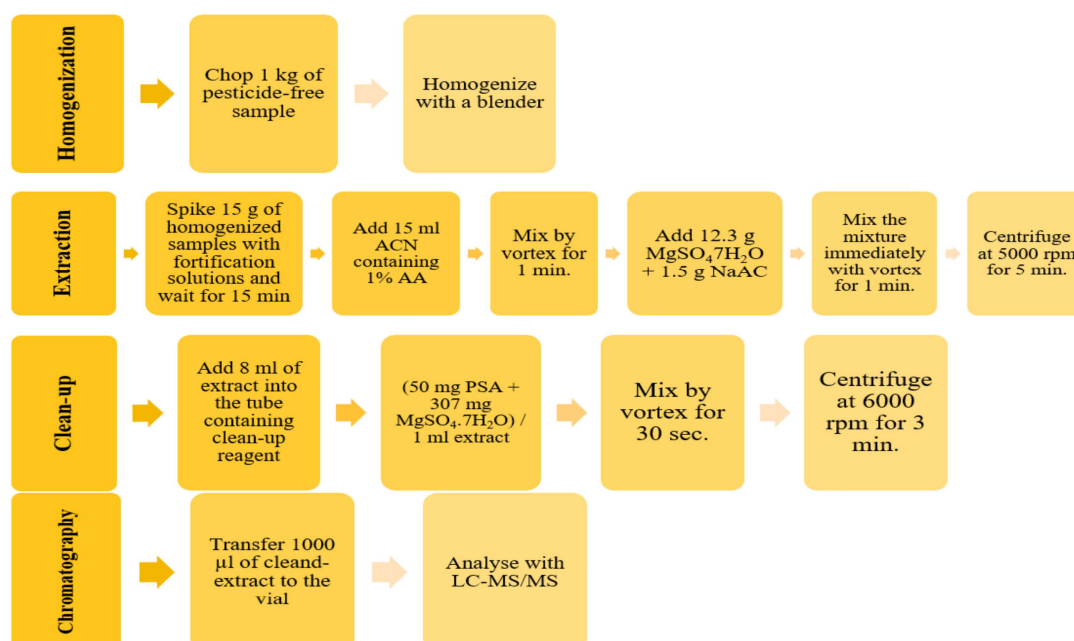 Homogenization
Chop 1 kg of
pesticide-free
sample
Homogenize
with a blender
Extraction
Spike 15 g of
homogenized
samples with
fortification
solutions and
wait for 15 min
Add 15 ml
ACN
containing
1% AA
Mix by
vortex for
1 min.
Add 12.3 g
MgSO₄7H₂O
+ 1.5 g NaAC
Mix the
mixture
immediately
with vortex
for 1 min.
Centrifuge
at 5000 rpm
for 5 min.
Clean-up
Add 8 ml of
extract into
the tube
containing
clean-up
reagent
(50 mg PSA +
307 mg
MgSO₄.7H₂O) /
1 ml extract
Mix by
vortex for
30 sec.
Centrifuge
at 6000
rpm for 3
min.
Chromatography
Transfer 1000
µl of cleand-
extract to the
vial
Analyse with
LC-MS/MS